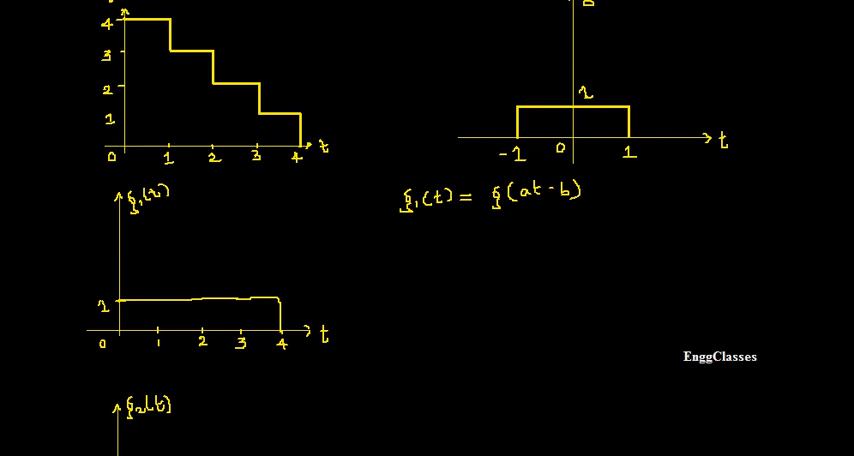 4
3
2
1
0 1 2 3 4 t
1
-1 0 1 t
g₁(t)
g₁(t) = g(at - b)
1
0 1 2 3 4 t
EnggClasses
g₂(t)